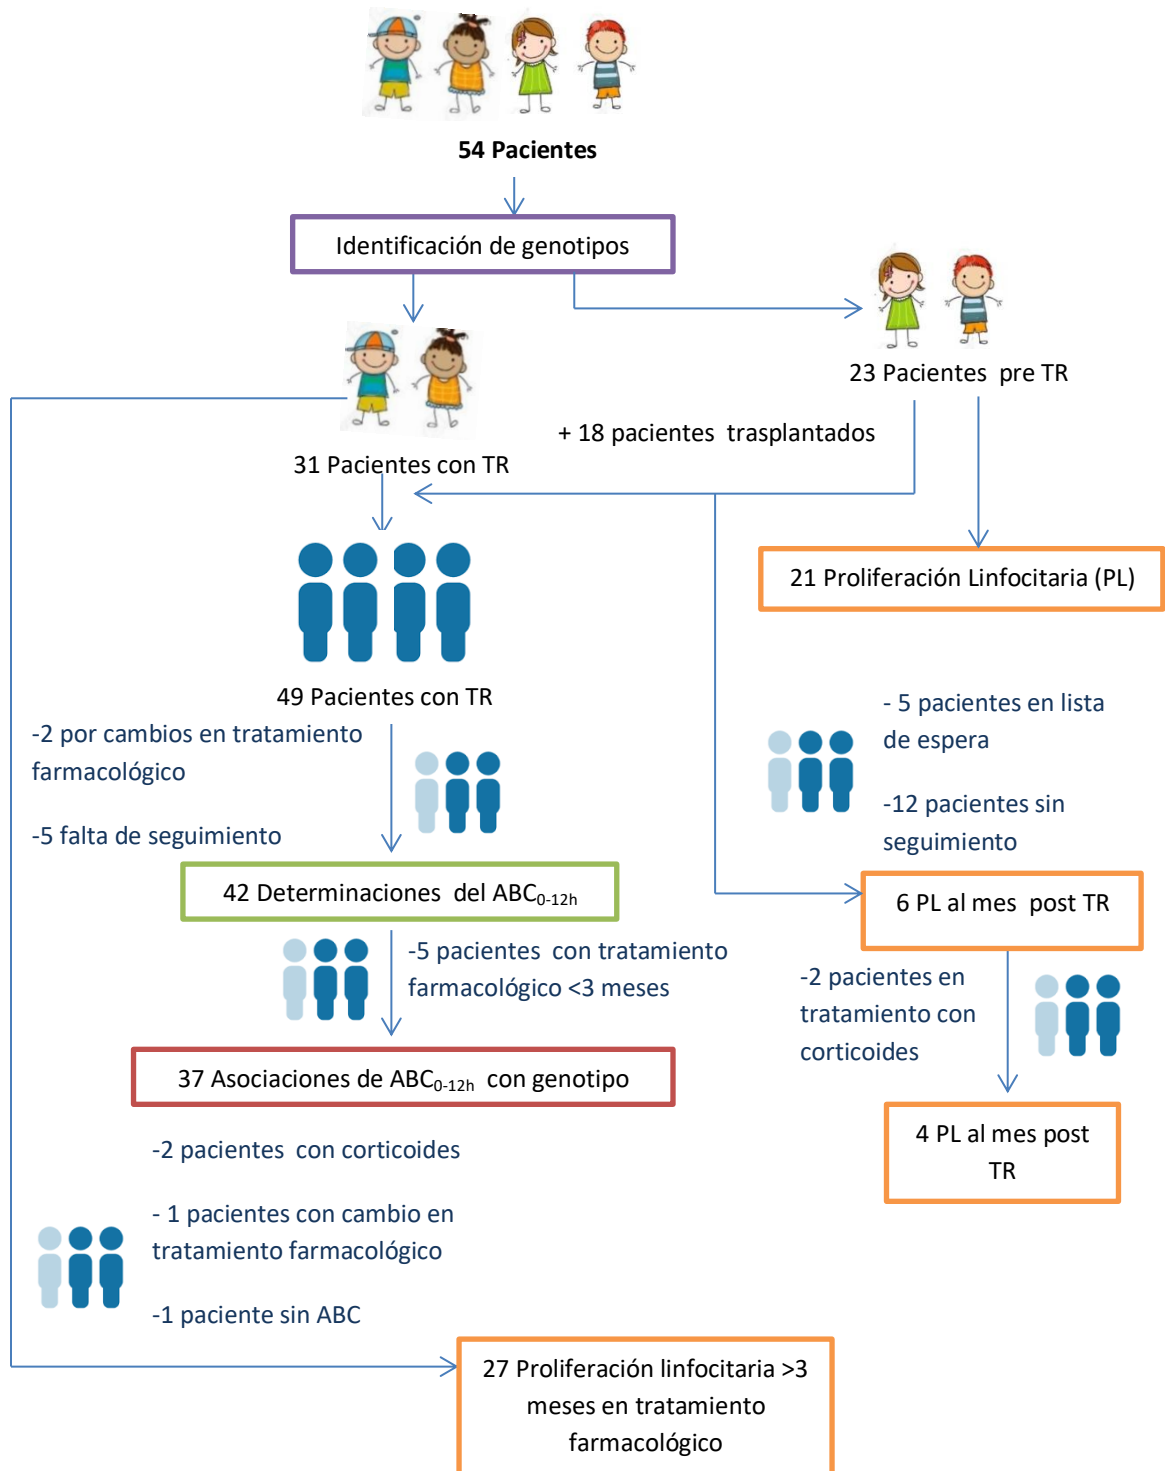 54 Pacientes
Identificación de genotipos
23 Pacientes pre TR
+ 18 pacientes trasplantados
31 Pacientes con TR
21 Proliferación Linfocitaria (PL)
49 Pacientes con TR
-2 por cambios en tratamiento
farmacológico
-5 falta de seguimiento
- 5 pacientes en lista
de espera
-12 pacientes sin
seguimiento
42 Determinaciones del ABC0-12h
6 PL al mes post TR
-5 pacientes con tratamiento
farmacológico <3 meses
-2 pacientes en
tratamiento con
corticoides
37 Asociaciones de ABC0-12h con genotipo
4 PL al mes post
TR
-2 pacientes con corticoides
- 1 pacientes con cambio en
tratamiento farmacológico
-1 paciente sin ABC
27 Proliferación linfocitaria >3
meses en tratamiento
farmacológico